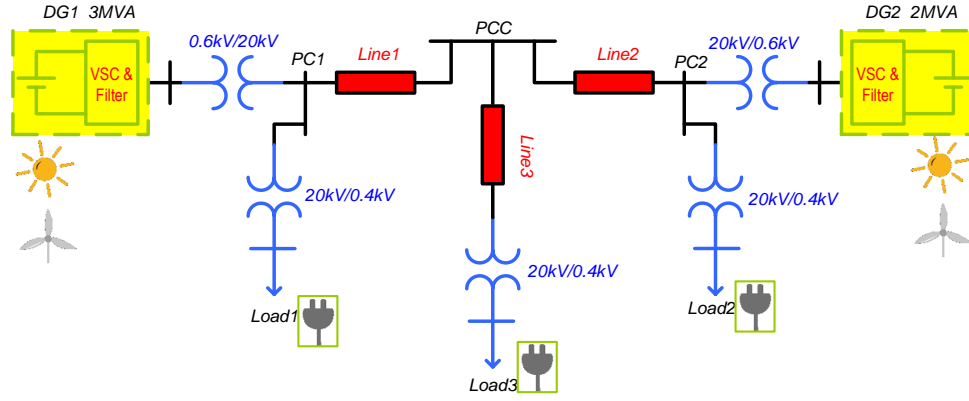 DG1 3MVA
PCC
DG2 2MVA
0.6kV/20kV
PC1
Line1
Line2
20kV/0.6kV
PC2
VSC &
Filter
VSC &
Filter
Line3
20kV/0.4kV
20kV/0.4kV
20kV/0.4kV
Load1
Load2
Load3